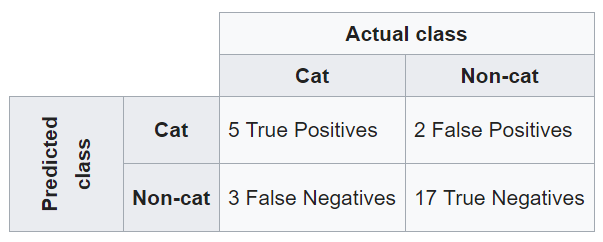 Actual class
Cat Non-cat
Predicted
class
Cat 5 True Positives 2 False Positives
Non-cat 3 False Negatives 17 True Negatives